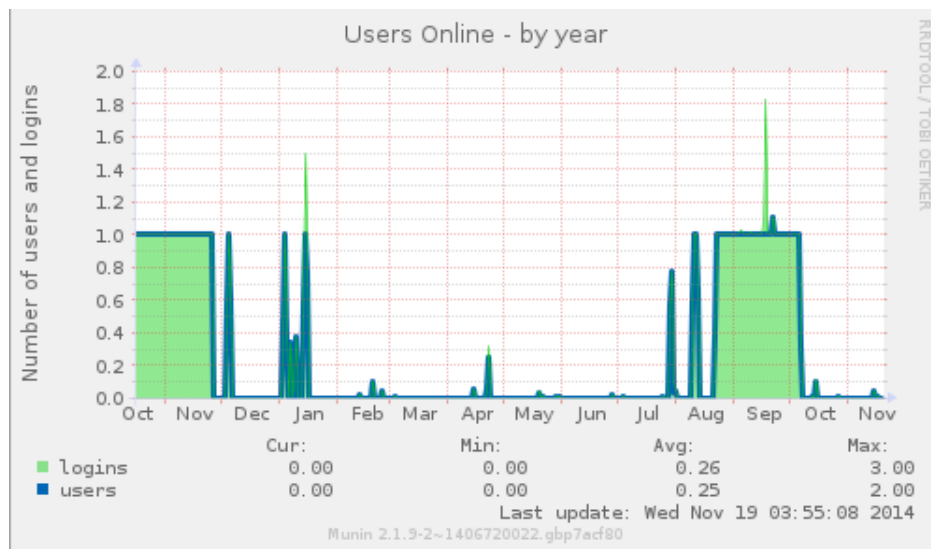 Users Online - by year
RRDTOOL / TOBI OETIKER
Number of users and logins
2.0
1.8
1.6
1.4
1.2
1.0
0.8
0.6
0.4
0.2
0.0
Oct Nov Dec Jan Feb Mar Apr May Jun Jul Aug Sep Oct Nov
Cur: Min: Avg: Max:
logins 0.00 0.00 0.26 3.00
users 0.00 0.00 0.25 2.00
Last update: Wed Nov 19 03:55:08 2014
Munin 2.1.9-2~1406720022.gbp7acf80